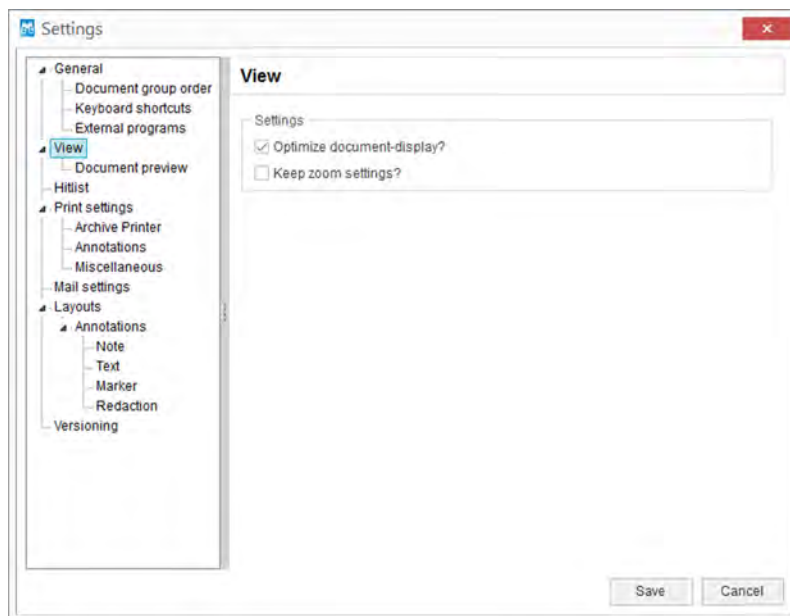 Settings
General
Document group order
Keyboard shortcuts
External programs
View
Document preview
Hitlist
Print settings
Archive Printer
Annotations
Miscellaneous
Mail settings
Layouts
Annotations
Note
Text
Marker
Redaction
Versioning
View
Settings
Optimize document-display?
Keep zoom settings?
Save
Cancel